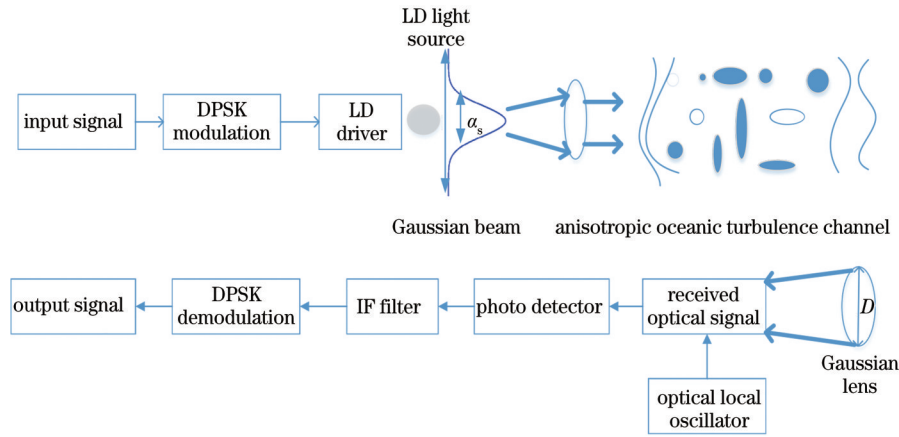 LD light
source
input signal
DPSK
modulation
LD
driver
αs
Gaussian beam
anisotropic oceanic turbulence channel
output signal
DPSK
demodulation
IF filter
photo detector
received
optical signal
D
Gaussian
lens
optical local
oscillator